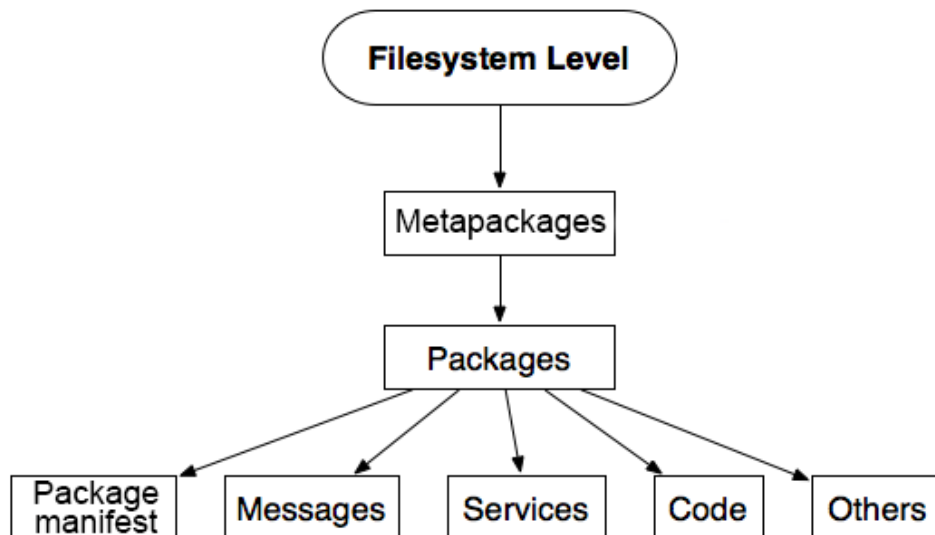 Filesystem Level
Metapackages
Packages
Package
manifest
Messages
Services
Code
Others